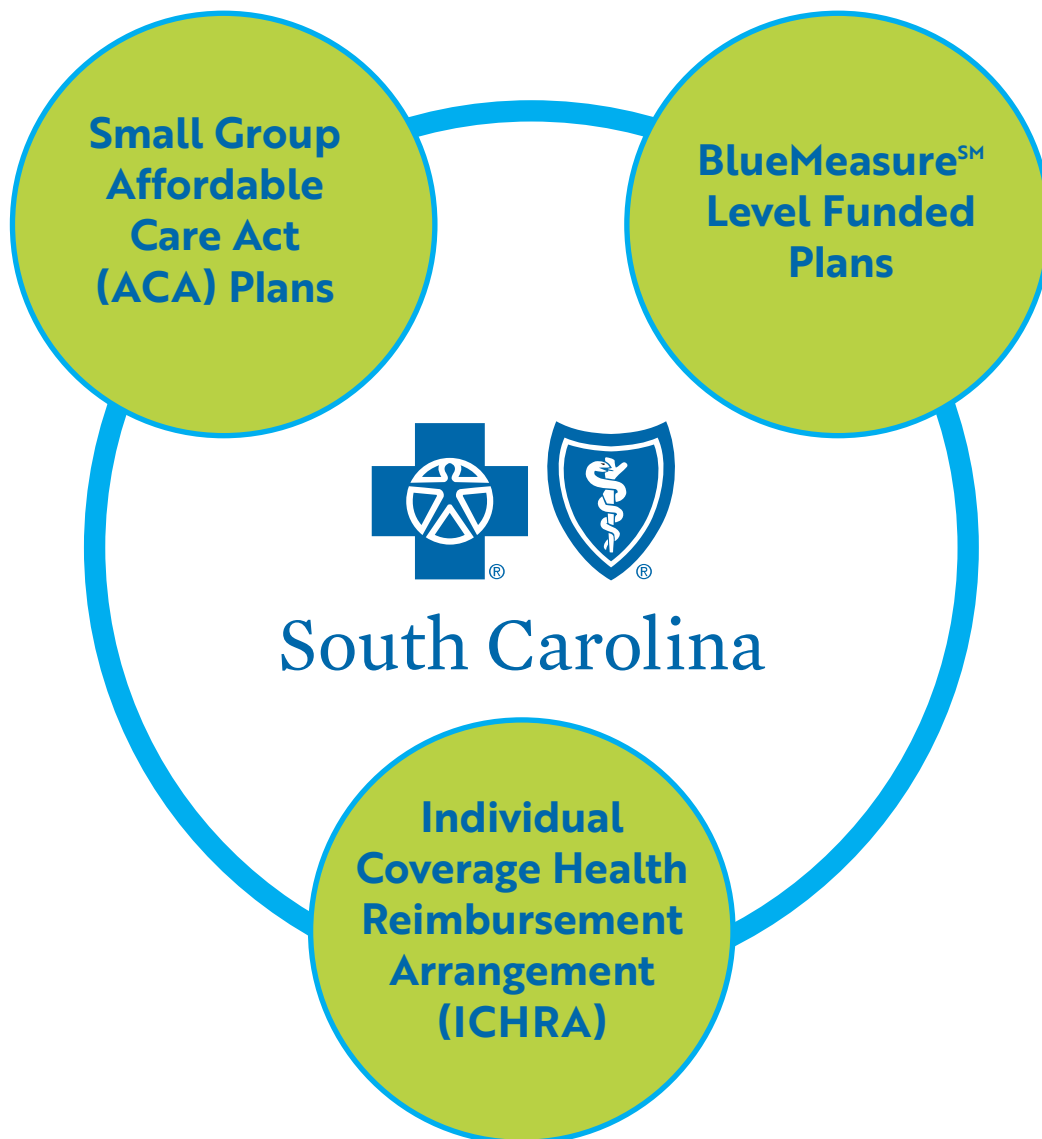 Small Group
Affordable
Care Act
(ACA) Plans
BlueMeasure℠
Level Funded
Plans
®
®
South Carolina
Individual
Coverage Health
Reimbursement
Arrangement
(ICHRA)